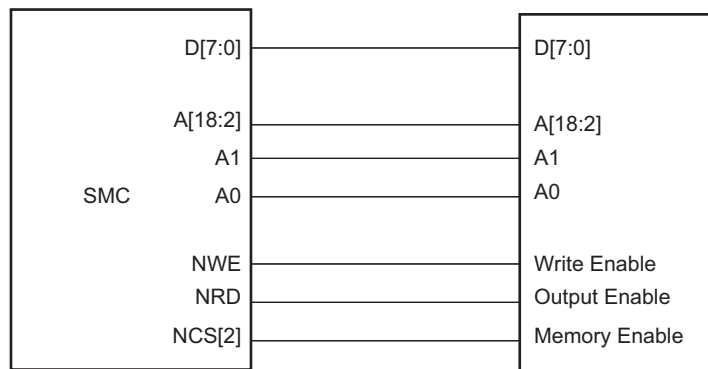 D[7:0] D[7:0]
A[18:2] A[18:2]
A1 A1
SMC A0 A0
NWE Write Enable
NRD Output Enable
NCS[2] Memory Enable